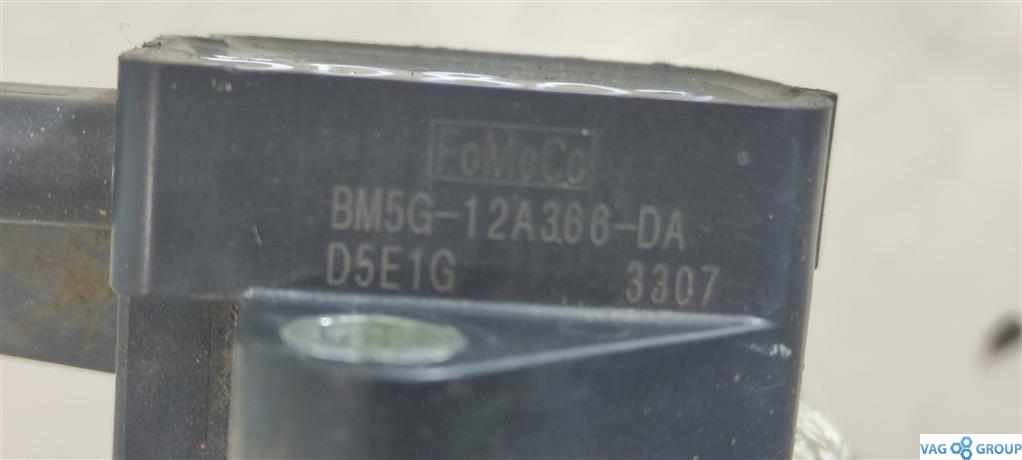 FoMoCo
BM5G-12A366-DA
D5E1G 3307
VAG GROUP